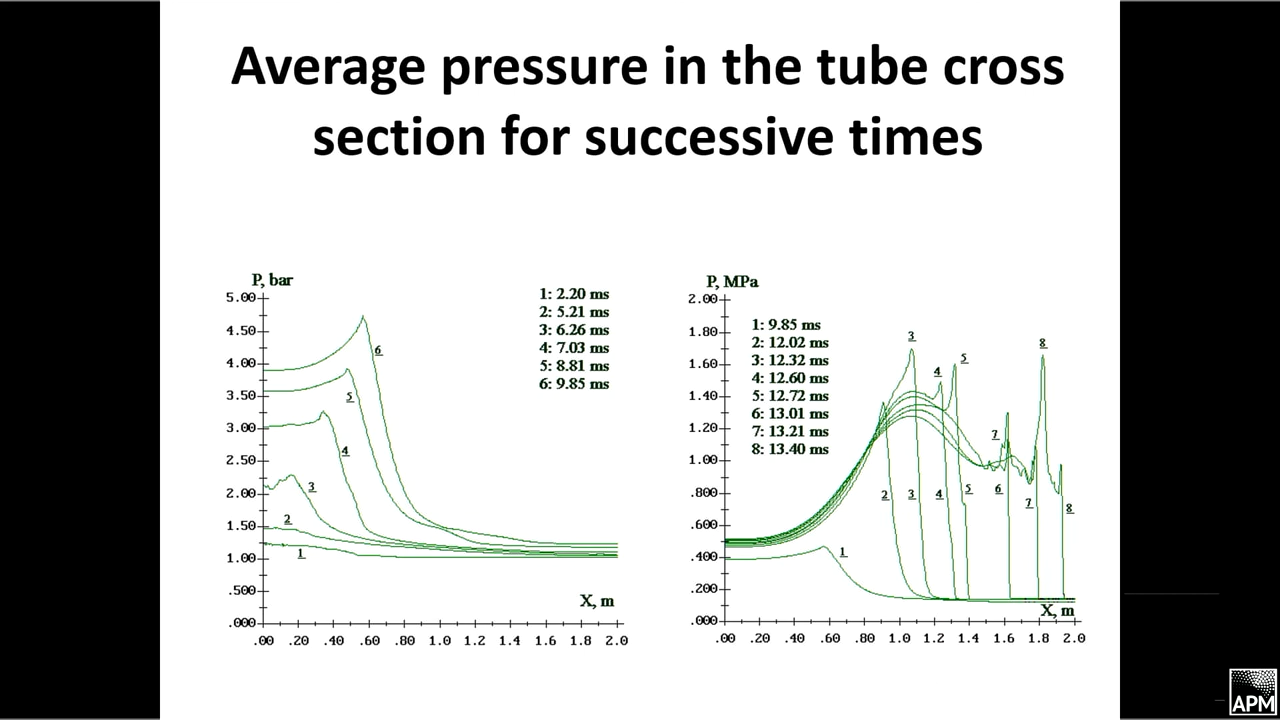 Average pressure in the tube cross
section for successive times
P, bar
5.00
4.50
4.00
3.50
3.00
2.50
2.00
1.50
1.00
.500
.000
1: 2.20 ms
2: 5.21 ms
3: 6.26 ms
4: 7.03 ms
5: 8.81 ms
6: 9.85 ms
6
5
4
3
2
1
X, m
.00 .20 .40 .60 .80 1.0 1.2 1.4 1.6 1.8 2.0
P, MPa
2.00
1.80
1.60
1.40
1.20
1.00
.800
.600
.400
.200
.000
1: 9.85 ms
2: 12.02 ms
3: 12.32 ms
4: 12.60 ms
5: 12.72 ms
6: 13.01 ms
7: 13.21 ms
8: 13.40 ms
3
4
5
8
7
2
3
4
5
6
7
8
1
X, m
.00 .20 .40 .60 .80 1.0 1.2 1.4 1.6 1.8 2.0
APM